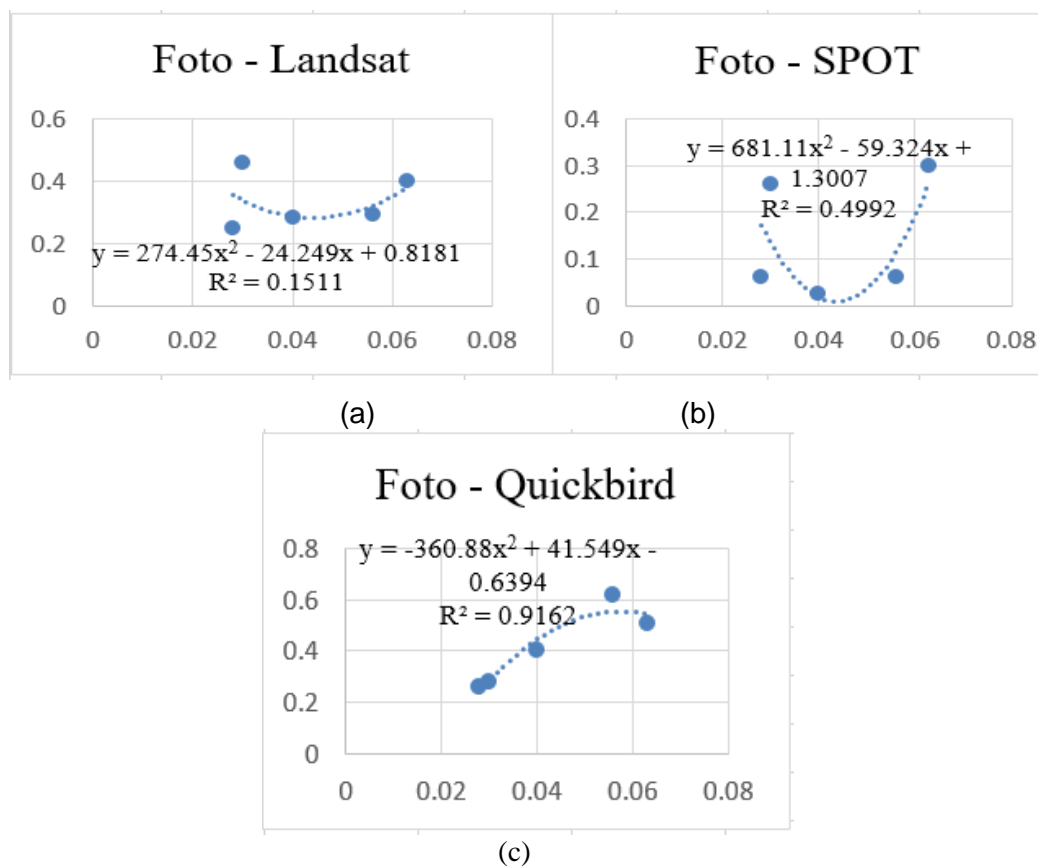 Foto - Landsat
0.6
0.4
0.2
0
y = 274.45x² - 24.249x + 0.8181
R² = 0.1511
0 0.02 0.04 0.06 0.08
(a)
Foto - SPOT
0.4
0.3
0.2
0.1
0
y = 681.11x² - 59.324x +
1.3007
R² = 0.4992
0 0.02 0.04 0.06 0.08
(b)
Foto - Quickbird
0.8
0.6
0.4
0.2
0
y = -360.88x² + 41.549x -
0.6394
R² = 0.9162
0 0.02 0.04 0.06 0.08
(c)